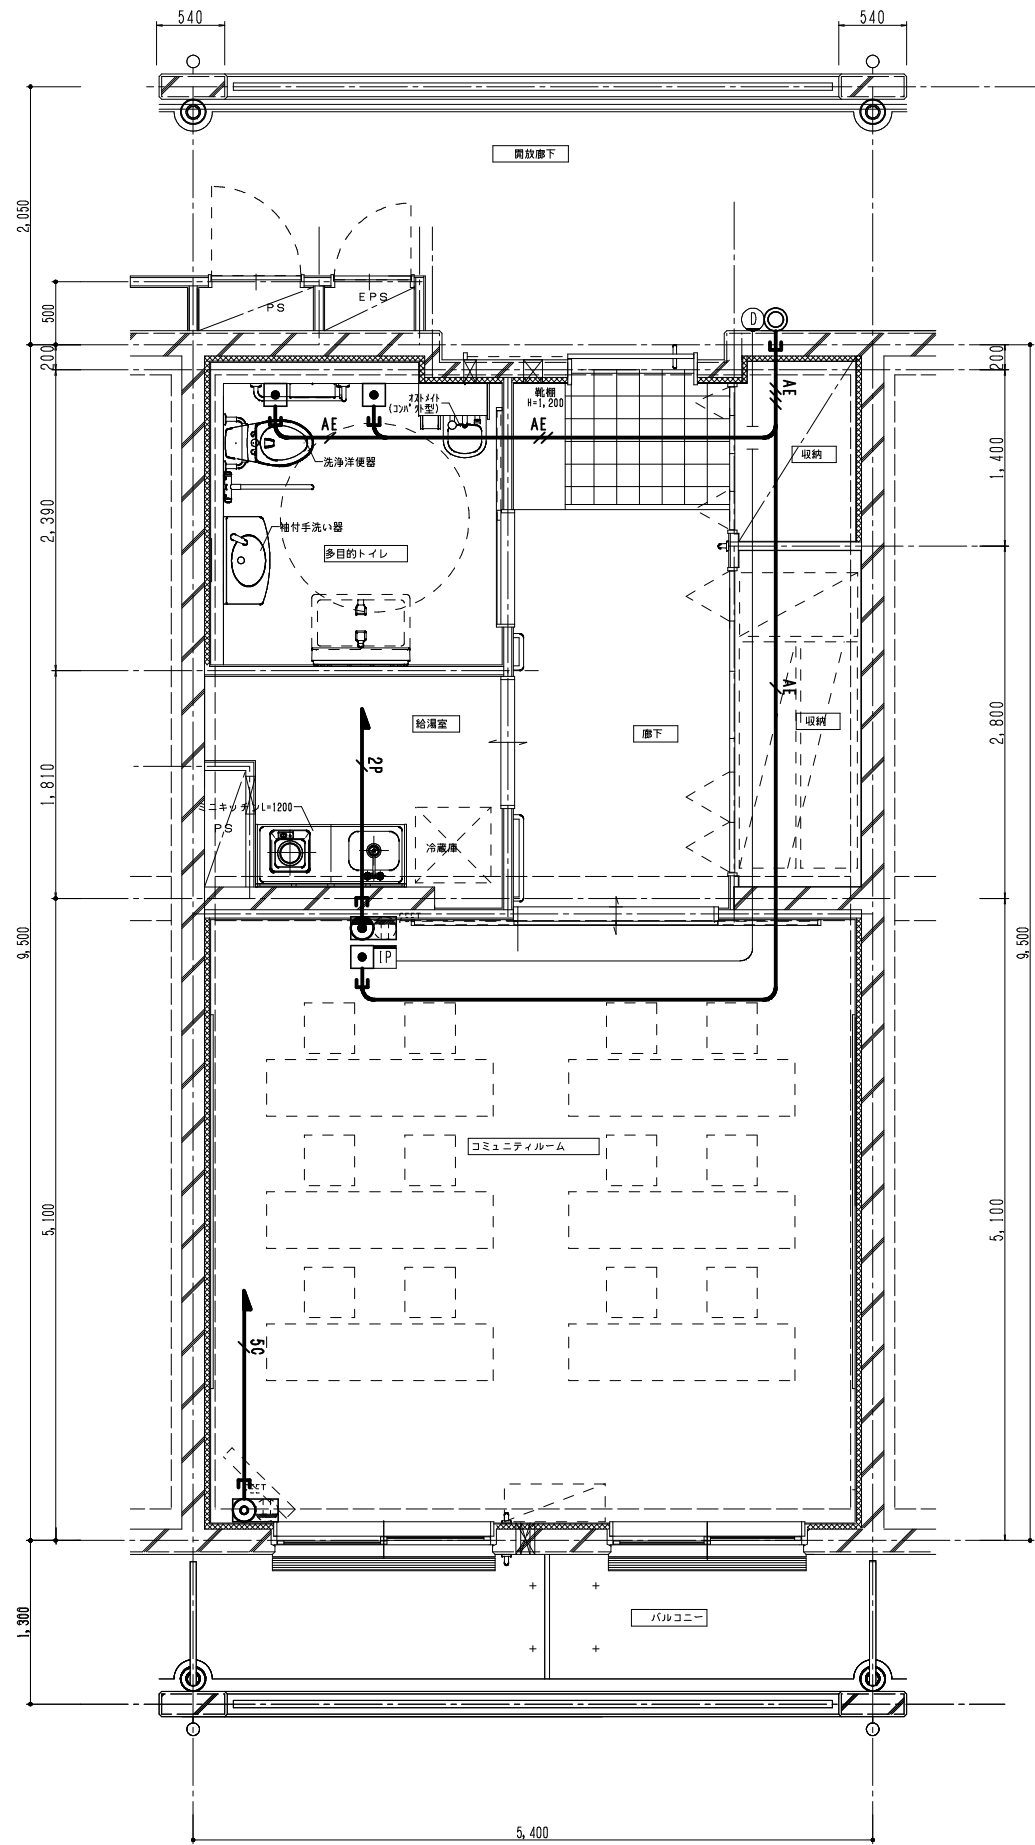 540
540
開放廊下
2,050
500
200
PS
EPS
D
200
AE
靴棚
H=1,200
オストメイト
(コンパクト型)
AE
AE
洗浄洋便器
収納
1,400
2,390
袖付手洗い器
多目的トイレ
AE
給湯室
廊下
収納
2,800
2P
1,810
ミニキッチンL=1200
PS
冷蔵庫
IP
9,500
9,500
コミュニティルーム
5,100
5,100
5C
1,300
バルコニー
5,400